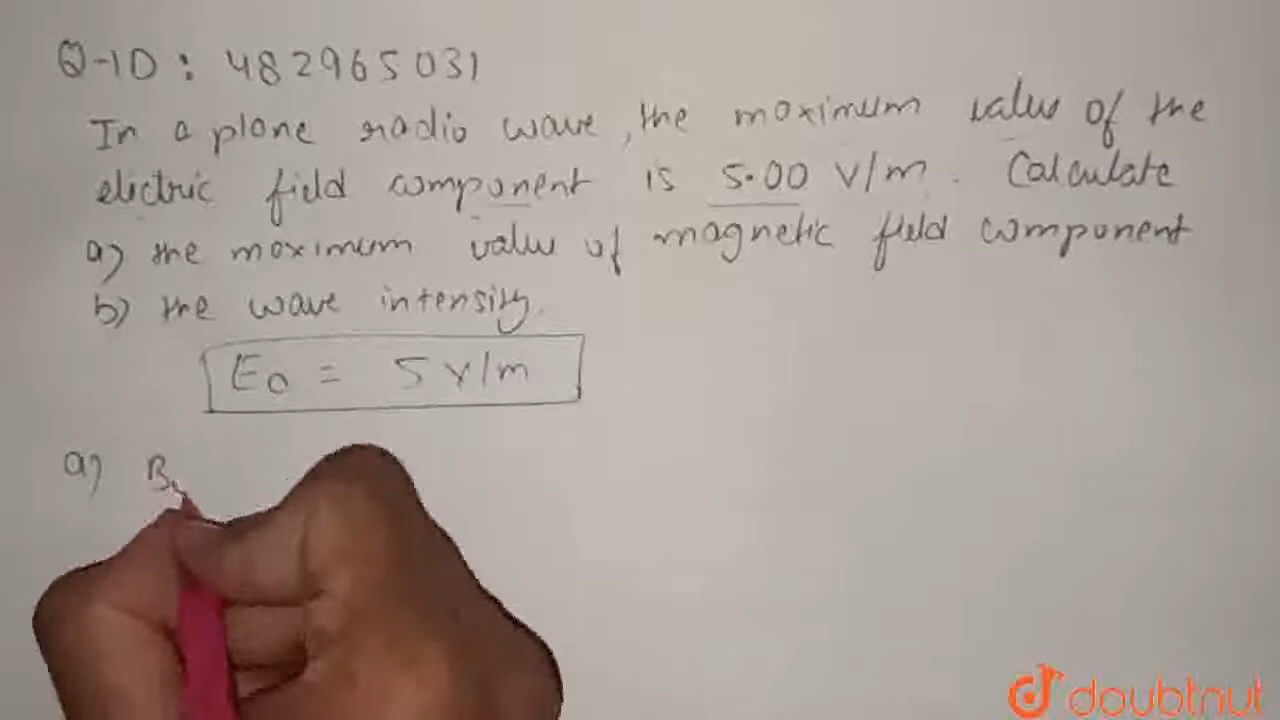 Q-ID : 482965031
In a plane radio wave, the maximum value of the
electric field component is 5.00 V/m. Calculate
a) the maximum value of magnetic field component
b) the wave intensity.
E0 = 5 V/m
a) B
doubtnut